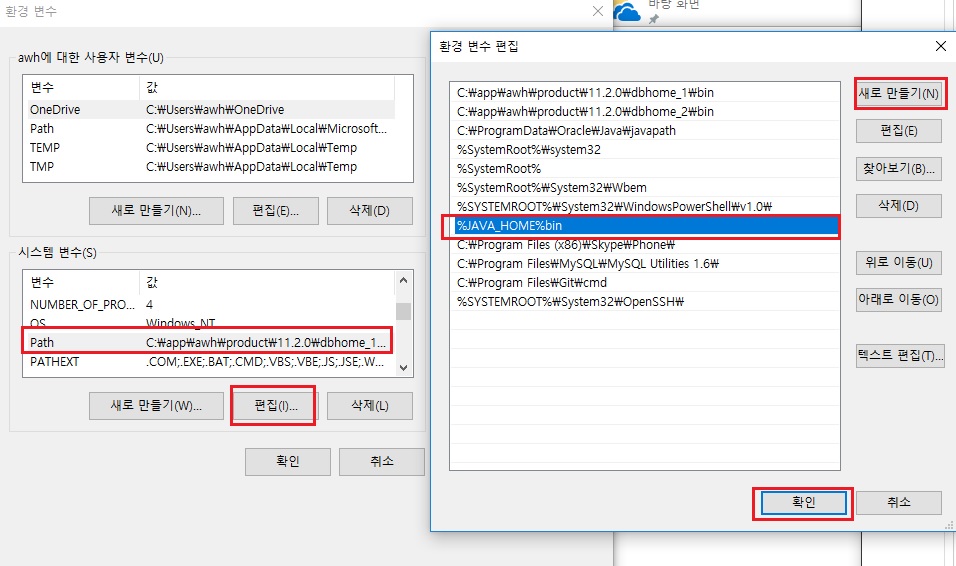 환경 변수
바탕 화면
awh에 대한 사용자 변수(U)
변수 값
OneDrive C:₩Users₩awh₩OneDrive
Path C:₩Users₩awh₩AppData₩Local₩Microsoft...
TEMP C:₩Users₩awh₩AppData₩Local₩Temp
TMP C:₩Users₩awh₩AppData₩Local₩Temp
새로 만들기(N)... 편집(E)... 삭제(D)
시스템 변수(S)
변수 값
NUMBER_OF_PRO... 4
OS Windows_NT
Path C:₩app₩awh₩product₩11.2.0₩dbhome_1...
PATHEXT .COM;.EXE;.BAT;.CMD;.VBS;.VBE;.JS;.JSE;.W...
새로 만들기(W)... 편집(I)... 삭제(L)
확인 취소
환경 변수 편집
C:₩app₩awh₩product₩11.2.0₩dbhome_1₩bin
C:₩app₩awh₩product₩11.2.0₩dbhome_2₩bin
C:₩ProgramData₩Oracle₩Java₩javapath
%SystemRoot%₩system32
%SystemRoot%
%SystemRoot%₩System32₩Wbem
%SYSTEMROOT%₩System32₩WindowsPowerShell₩v1.0₩
%JAVA_HOME%bin
C:₩Program Files (x86)₩Skype₩Phone₩
C:₩Program Files₩MySQL₩MySQL Utilities 1.6₩
C:₩Program Files₩Git₩cmd
%SYSTEMROOT%₩System32₩OpenSSH₩
새로 만들기(N)
편집(E)
찾아보기(B)...
삭제(D)
위로 이동(U)
아래로 이동(O)
텍스트 편집(T)...
확인 취소